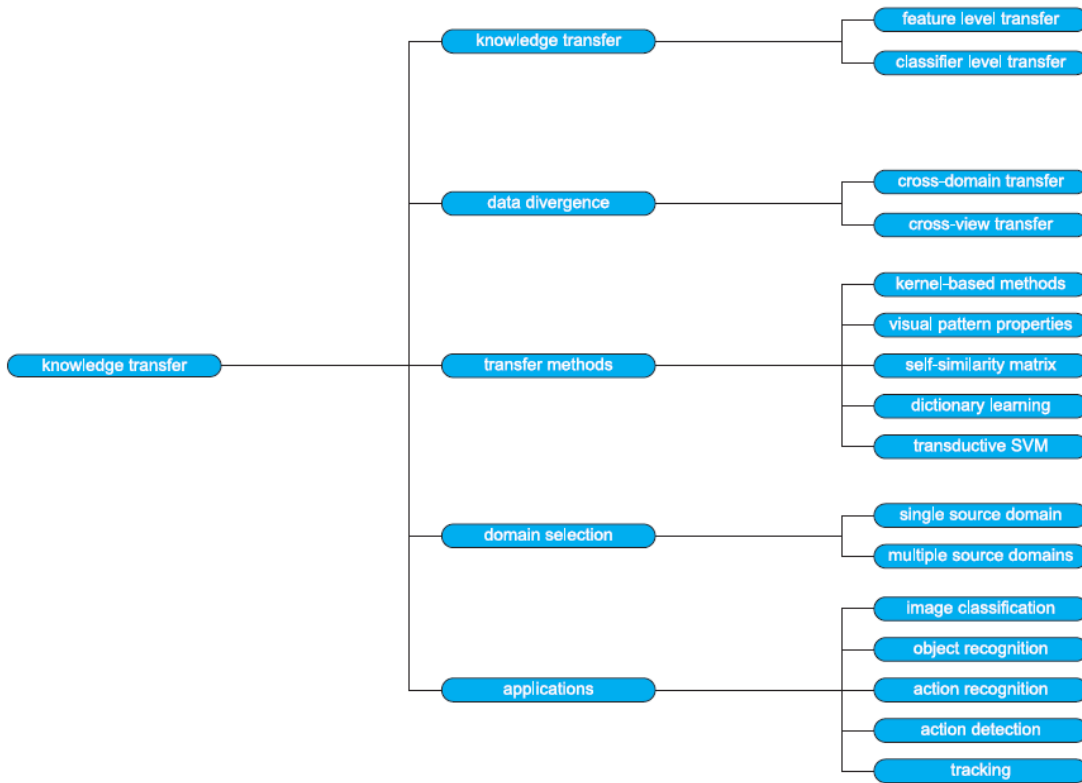 feature level transfer
knowledge transfer
classifier level transfer
cross-domain transfer
data divergence
cross-view transfer
kernel-based methods
visual pattern properties
knowledge transfer
transfer methods
self-similarity matrix
dictionary learning
transductive SVM
single source domain
domain selection
multiple source domains
image classification
object recognition
applications
action recognition
action detection
tracking